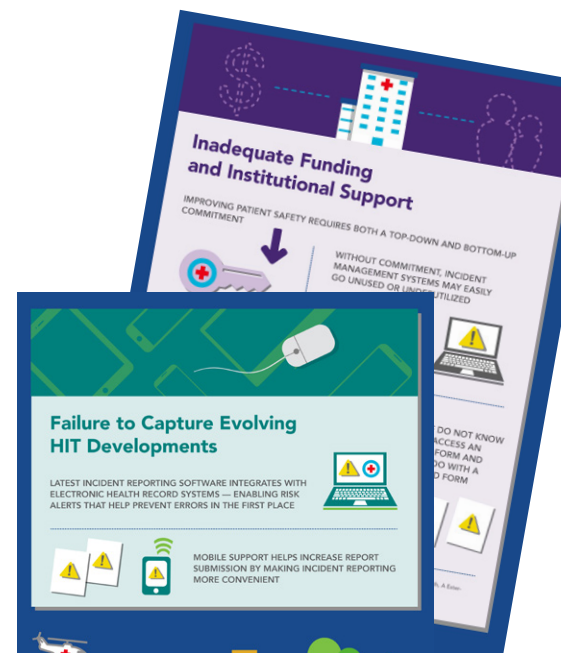 Inadequate Funding
and Institutional Support
IMPROVING PATIENT SAFETY REQUIRES BOTH A TOP-DOWN AND BOTTOM-UP
COMMITMENT
WITHOUT COMMITMENT, INCIDENT
MANAGEMENT SYSTEMS MAY EASILY
GO UNUSED OR UNDERUTILIZED
DO NOT KNOW
ACCESS AN
FORM AND
DO WITH A
FORM
Failure to Capture Evolving
HIT Developments
LATEST INCIDENT REPORTING SOFTWARE INTEGRATES WITH
ELECTRONIC HEALTH RECORD SYSTEMS — ENABLING RISK
ALERTS THAT HELP PREVENT ERRORS IN THE FIRST PLACE
MOBILE SUPPORT HELPS INCREASE REPORT
SUBMISSION BY MAKING INCIDENT REPORTING
MORE CONVENIENT